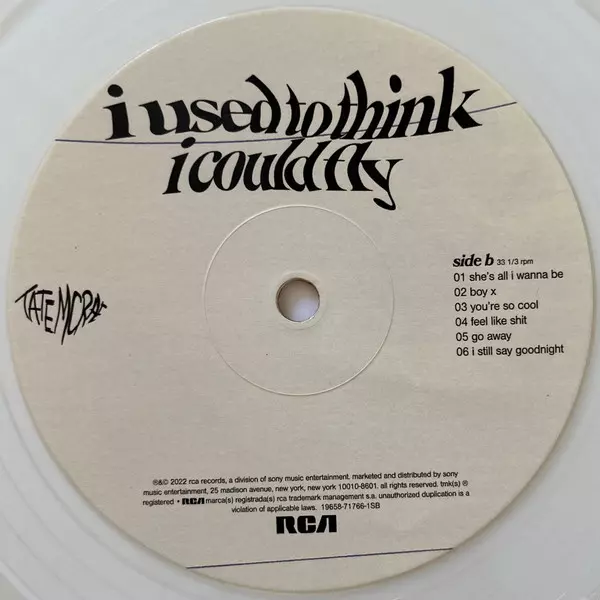 i used to think
i could fly
TATE MCRAE
side b 33 1/3 rpm
01 she's all i wanna be
02 boy x
03 you're so cool
04 feel like shit
05 go away
06 i still say goodnight
℗&© 2022 rca records, a division of sony music entertainment. marketed and distributed by sony
music entertainment, 25 madison avenue, new york, new york 10010-8601. all rights reserved. tmk(s) ®
registered • RCA marca(s) registrada(s) rca trademark management s.a. unauthorized duplication is a
violation of applicable laws. 19658-71766-1SB
RCA